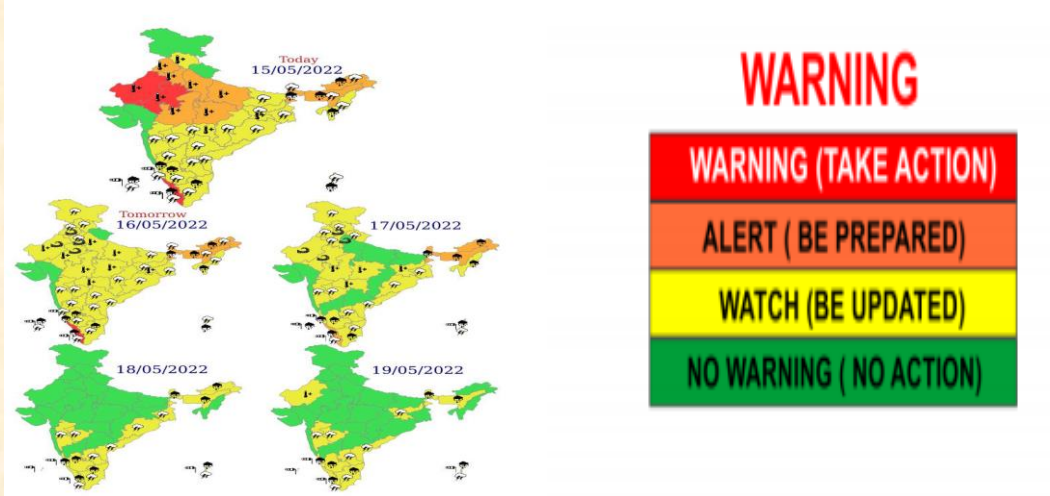 Today
15/05/2022
Tomorrow
16/05/2022
17/05/2022
18/05/2022
19/05/2022
WARNING
WARNING (TAKE ACTION)
ALERT ( BE PREPARED)
WATCH (BE UPDATED)
NO WARNING ( NO ACTION)